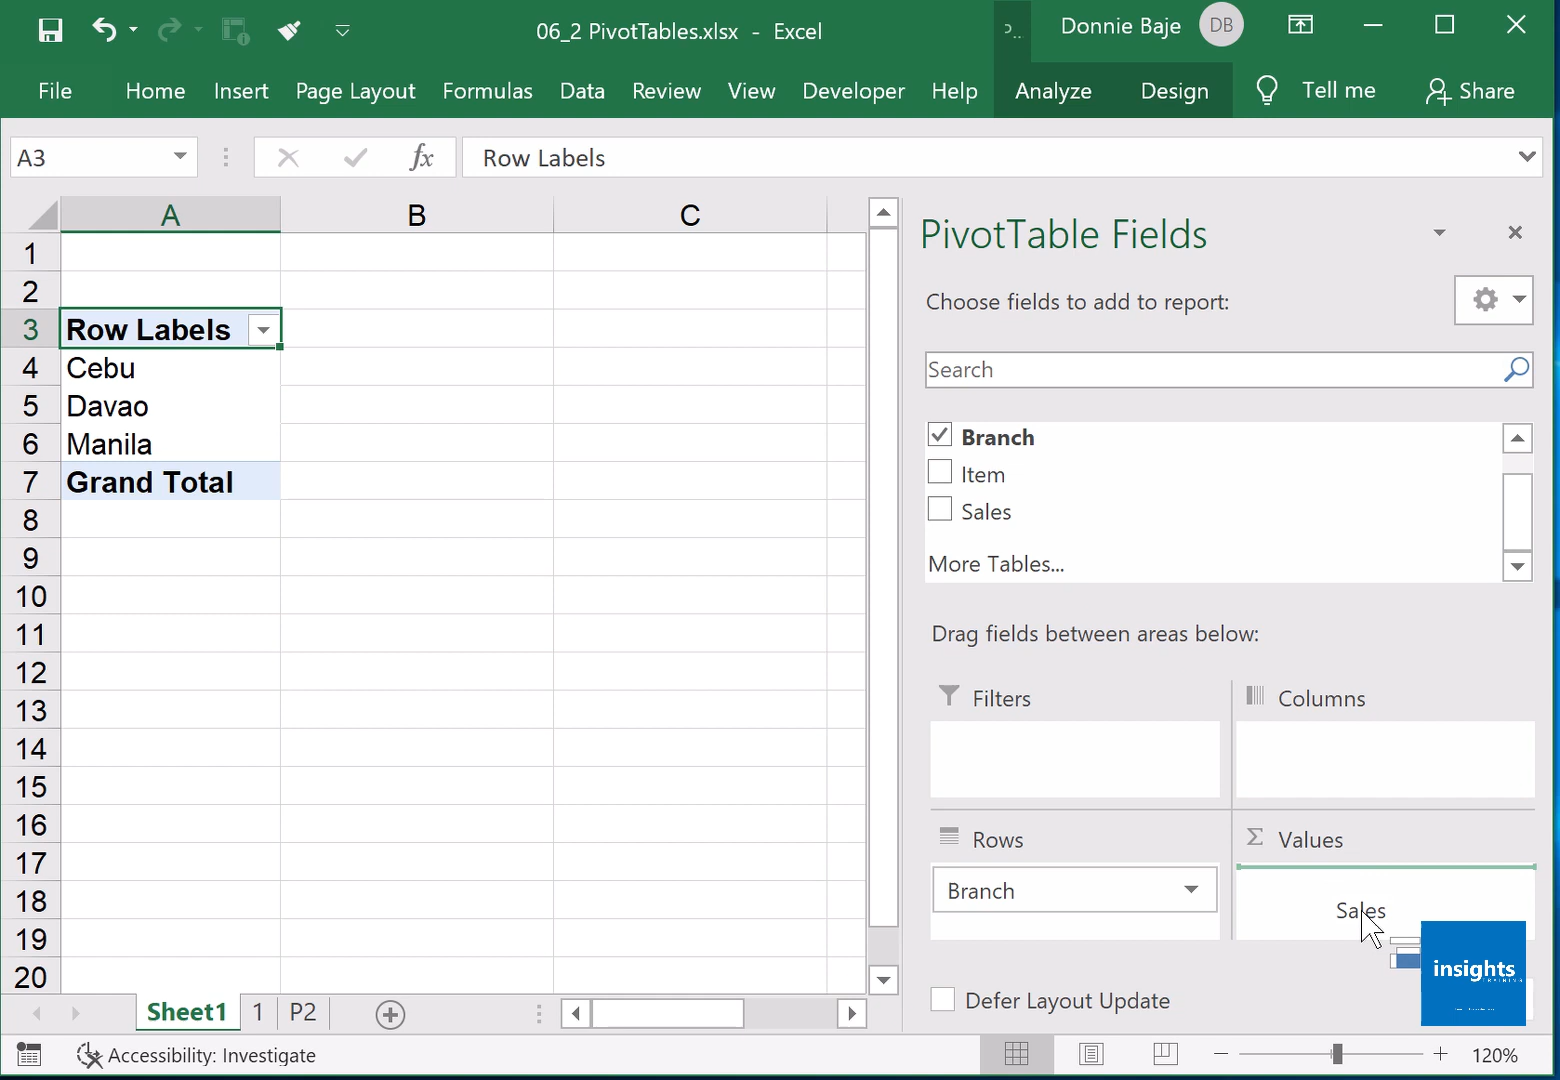 06_2 PivotTables.xlsx - Excel
Donnie Baje DB
File Home Insert Page Layout Formulas Data Review View Developer Help Analyze Design Tell me Share
A3 fx Row Labels
A B C
1
2
3 Row Labels
4 Cebu
5 Davao
6 Manila
7 Grand Total
8
9
10
11
12
13
14
15
16
17
18
19
20
Sheet1 1 P2
Accessibility: Investigate
120%
PivotTable Fields
Choose fields to add to report:
Search
Branch
Item
Sales
More Tables...
Drag fields between areas below:
Filters
Columns
Rows
Σ Values
Branch
Sales
Defer Layout Update
insights
TRAINING